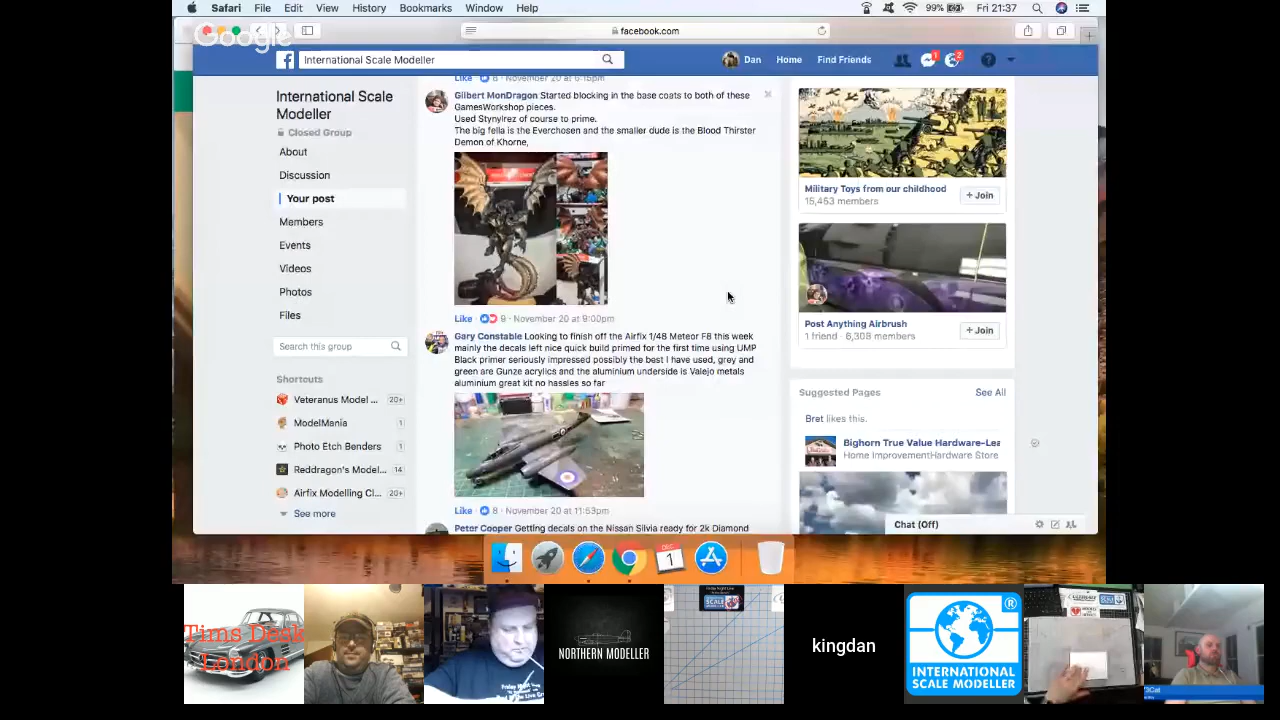 Safari File Edit View History Bookmarks Window Help
99% Fri 21:37
Google
facebook.com
International Scale Modeller
Dan Home Find Friends
1
2
International Scale
Modeller
Closed Group
About
Discussion
Your post
Members
Events
Videos
Photos
Files
Search this group
Shortcuts
Veteranus Model ... 20+
ModelMania 1
Photo Etch Benders 1
Reddragon's Model... 14
Airfix Modelling Cl... 20+
See more
Like 6 · November 20 at 6:15pm
Gilbert MonDragon Started blocking in the base coats to both of these
GamesWorkshop pieces.
Used Stynylrez of course to prime.
The big fella is the Everchosen and the smaller dude is the Blood Thirster
Demon of Khorne,
Like · 9 · November 20 at 9:00pm
Gary Constable Looking to finish off the Airfix 1/48 Meteor F8 this week
mainly the decals left nice quick build primed for the first time using UMP
Black primer seriously impressed possibly the best I have used, grey and
green are Gunze acrylics and the aluminium underside is Valejo metals
aluminium great kit no hassles so far
Like · 8 · November 20 at 11:53pm
Peter Cooper Getting decals on the Nissan Silvia ready for 2k Diamond
Military Toys from our childhood
15,463 members
+ Join
Post Anything Airbrush
1 friend · 6,308 members
+ Join
Suggested Pages See All
Bret likes this.
Bighorn True Value Hardware-Lea
Home ImprovementHardware Store
Chat (Off)
DEC
1
Tims Desk
London
NORTHERN MODELLER
SCALE
kingdan
INTERNATIONAL
SCALE MODELLER
®